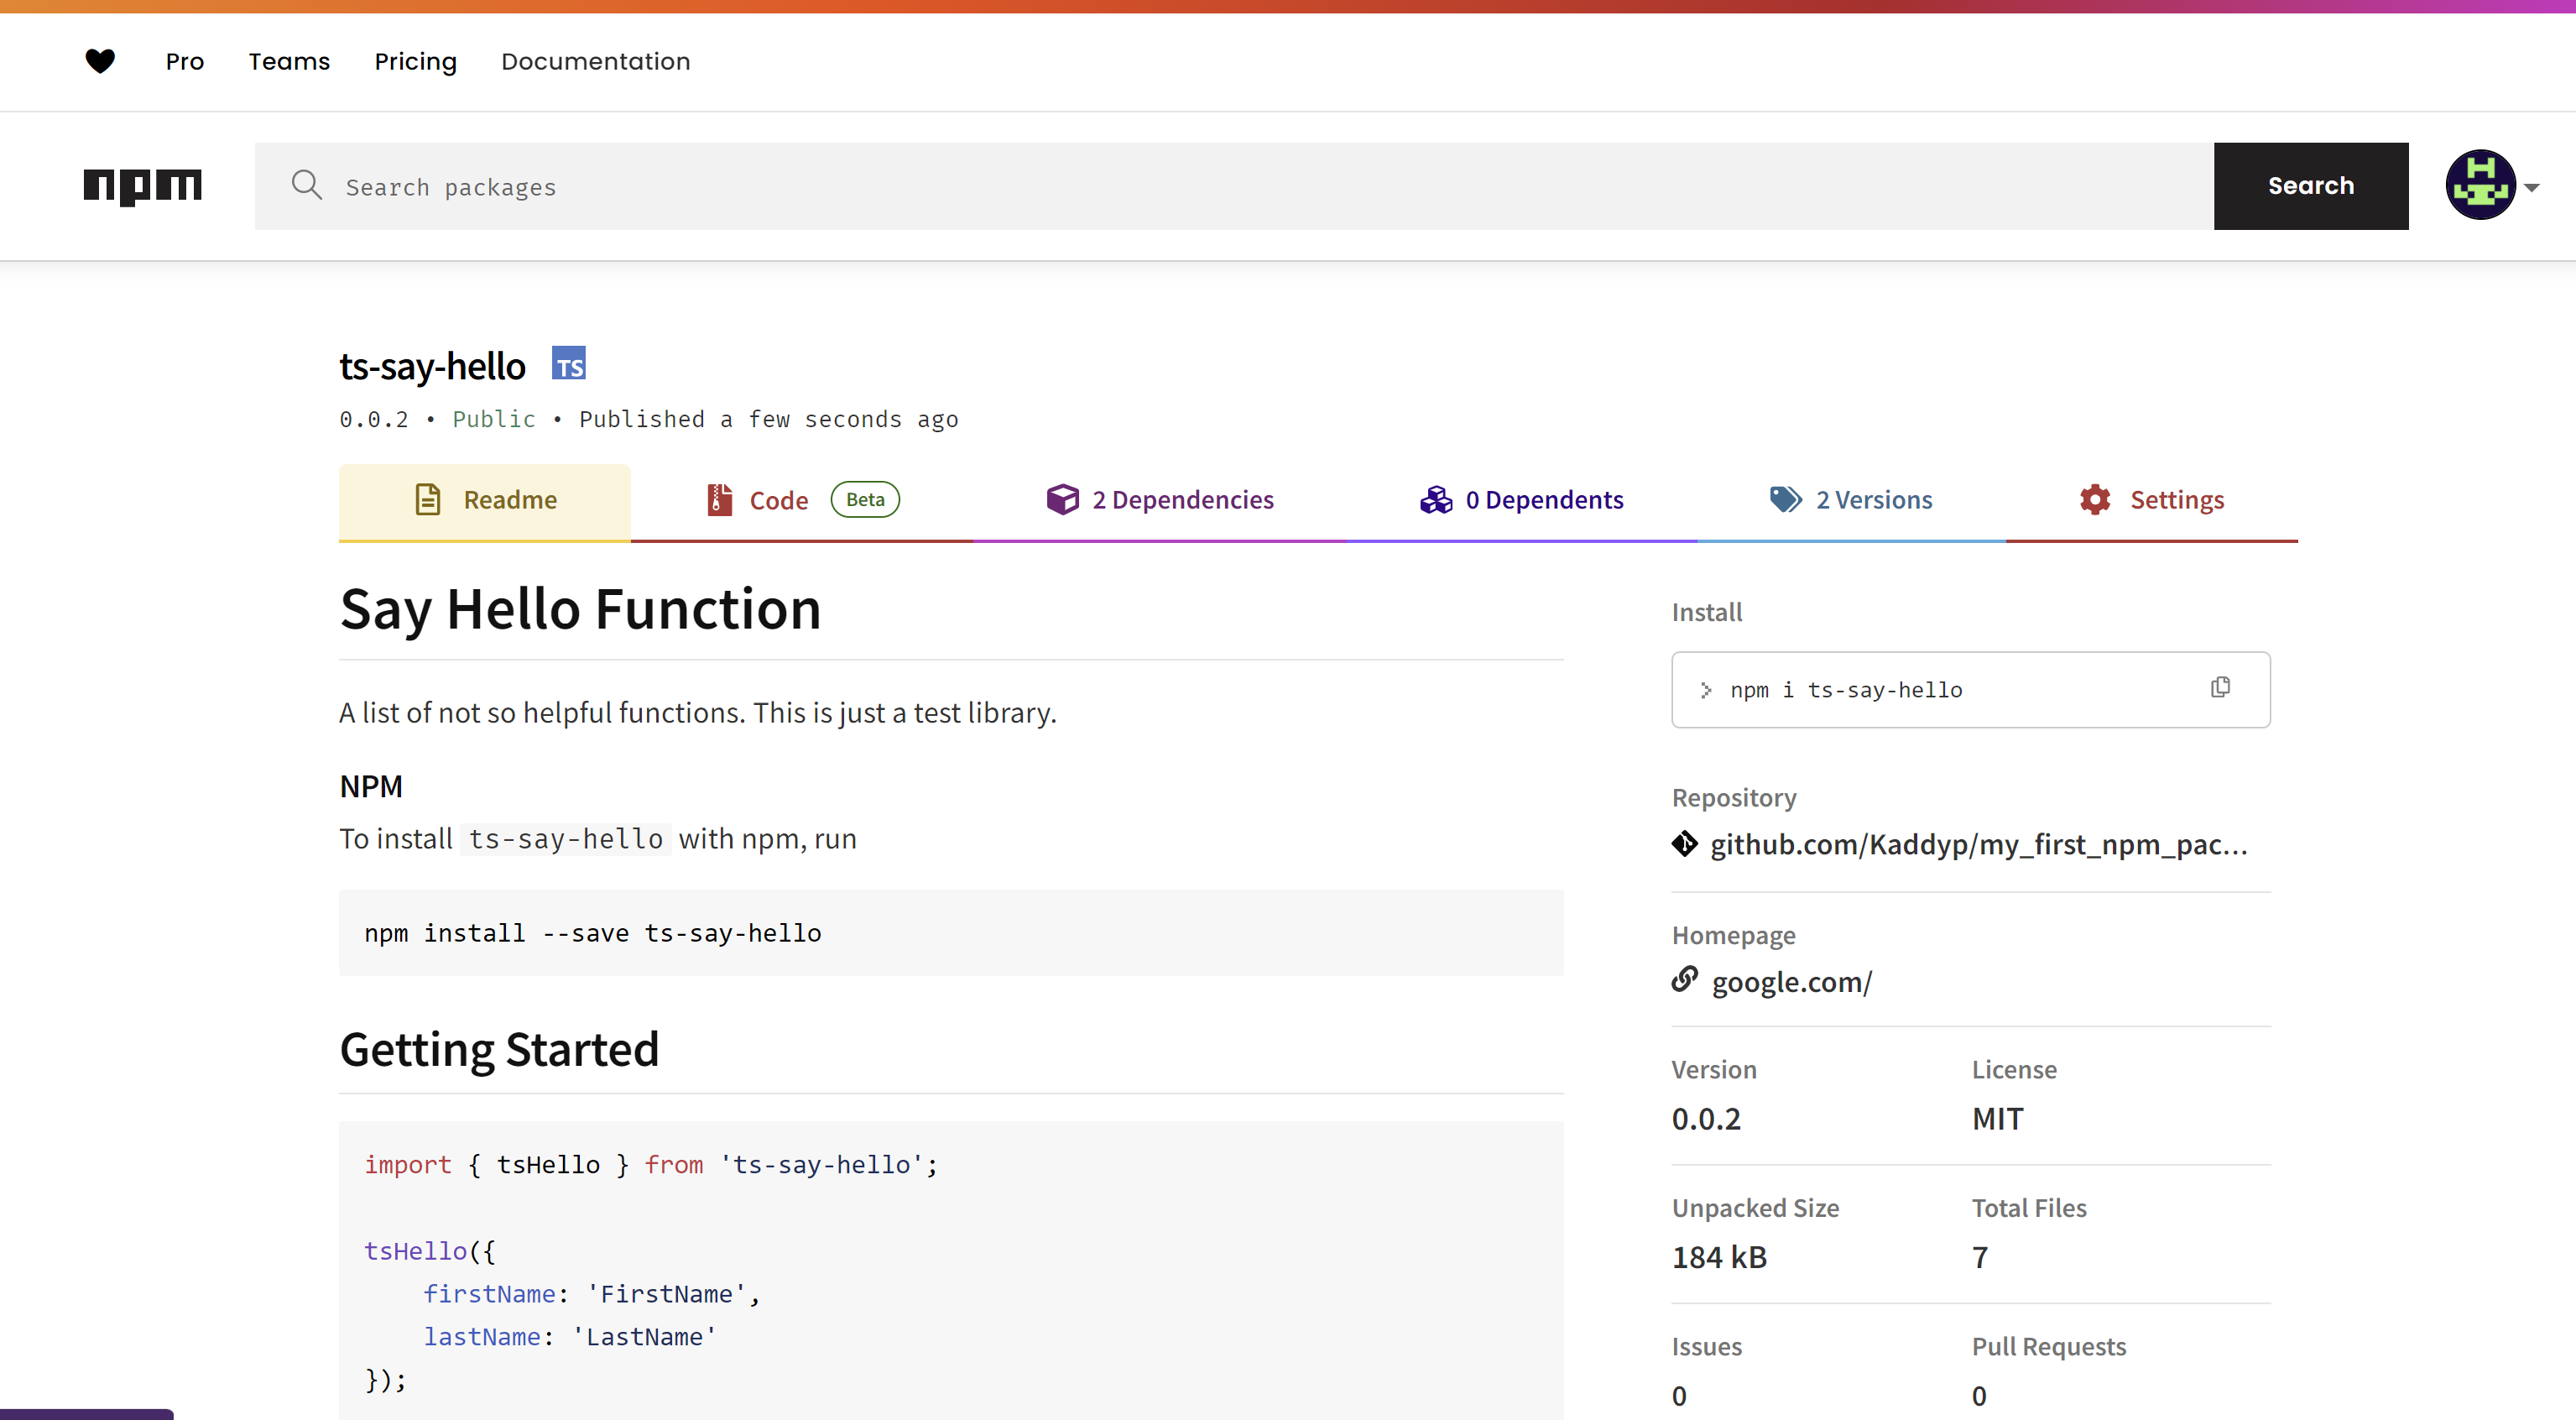 Pro Teams Pricing Documentation
npm Search packages Search
ts-say-hello TS
0.0.2 • Public • Published a few seconds ago
Readme Code Beta 2 Dependencies 0 Dependents 2 Versions Settings
Say Hello Function
A list of not so helpful functions. This is just a test library.
NPM
To install ts-say-hello with npm, run
npm install --save ts-say-hello
Getting Started
import { tsHello } from 'ts-say-hello';
tsHello({
firstName: 'FirstName',
lastName: 'LastName'
});
Install
npm i ts-say-hello
Repository
github.com/Kaddyp/my_first_npm_pac...
Homepage
google.com/
Version License
0.0.2 MIT
Unpacked Size Total Files
184 kB 7
Issues Pull Requests
0 0